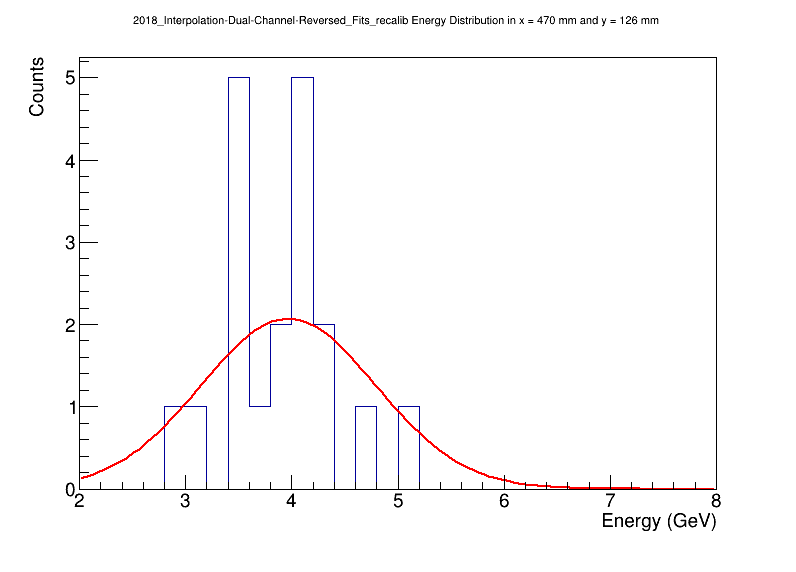 2018_Interpolation-Dual-Channel-Reversed_Fits_recalib Energy Distribution in x = 470 mm and y = 126 mm
Counts
5
4
3
2
1
0
2 3 4 5 6 7 8
Energy (GeV)